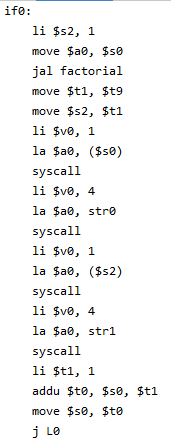 if0:
li $s2, 1
move $a0, $s0
jal factorial
move $t1, $t9
move $s2, $t1
li $v0, 1
la $a0, ($s0)
syscall
li $v0, 4
la $a0, str0
syscall
li $v0, 1
la $a0, ($s2)
syscall
li $v0, 4
la $a0, str1
syscall
li $t1, 1
addu $t0, $s0, $t1
move $s0, $t0
j L0